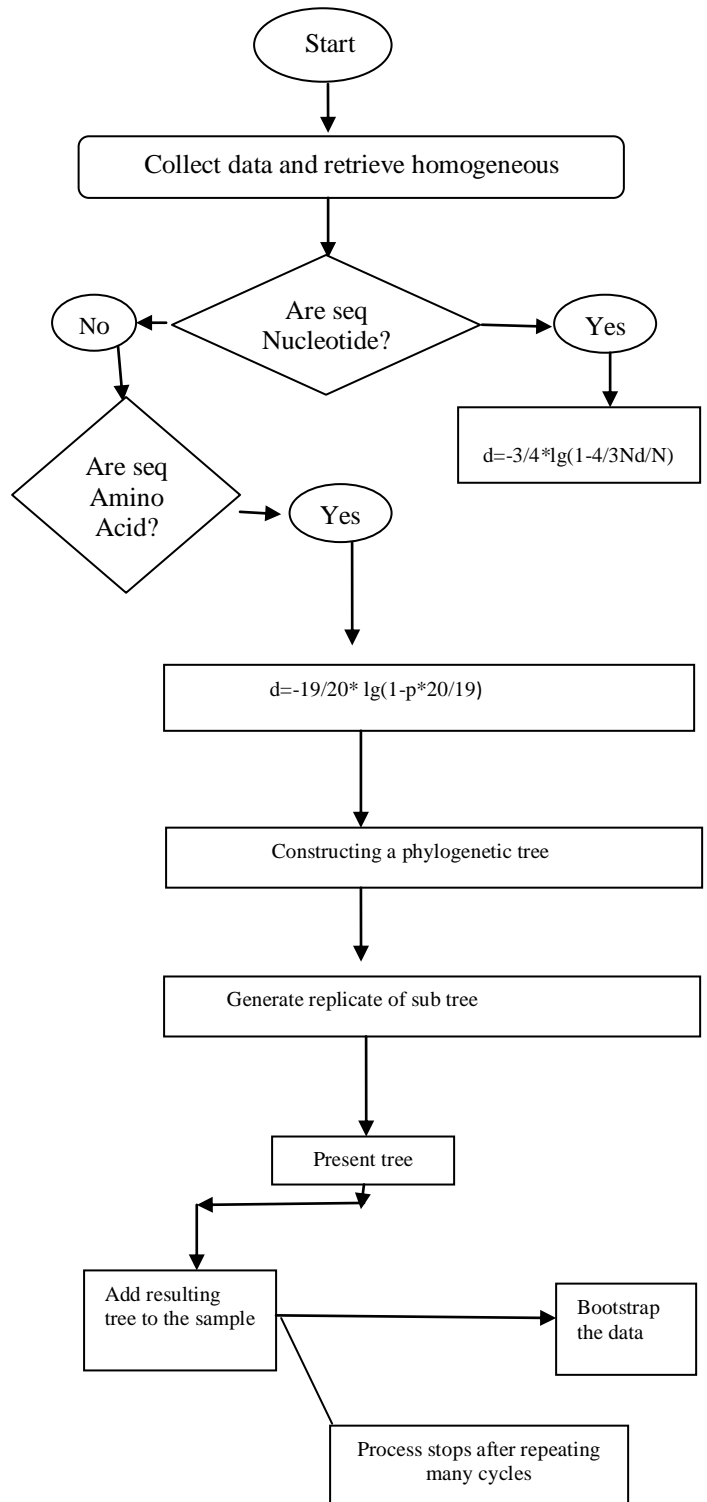 Start
Collect data and retrieve homogeneous
Are seq
Nucleotide?
No
Yes
d=-3/4*lg(1-4/3Nd/N)
Are seq
Amino
Acid?
Yes
d=-19/20* lg(1-p*20/19)
Constructing a phylogenetic tree
Generate replicate of sub tree
Present tree
Add resulting
tree to the sample
Bootstrap
the data
Process stops after repeating
many cycles